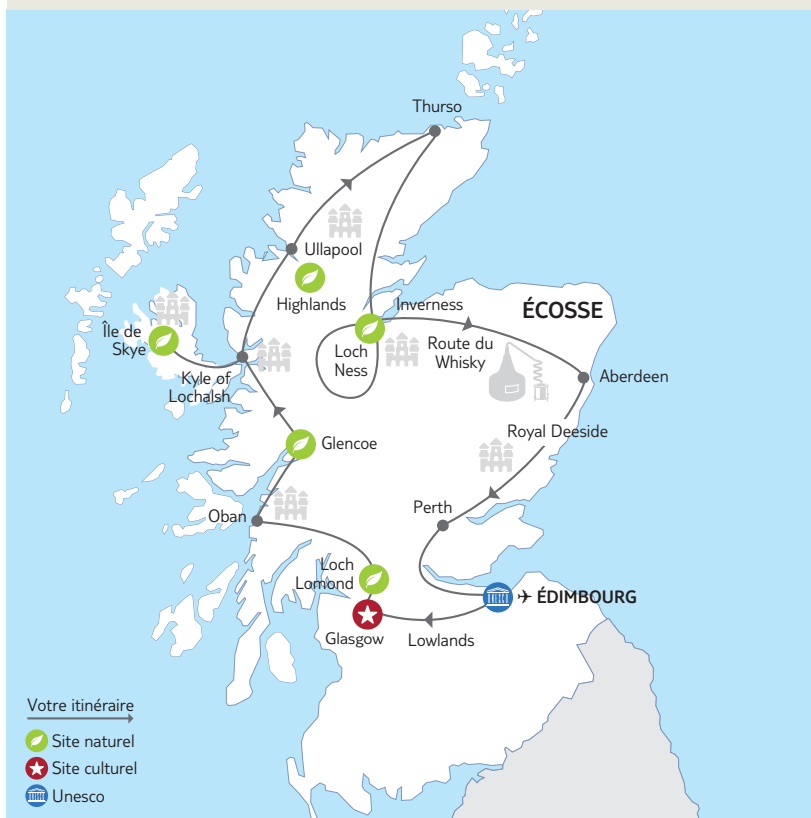 Thurso
Ullapool
Highlands
Inverness
ÉCOSSE
Île de
Skye
Loch
Ness
Route du
Whisky
Kyle of
Lochalsh
Aberdeen
Glencoe
Royal Deeside
Oban
Perth
Loch
Lomond
ÉDIMBOURG
Glasgow
Lowlands
Votre itinéraire
Site naturel
Site culturel
Unesco